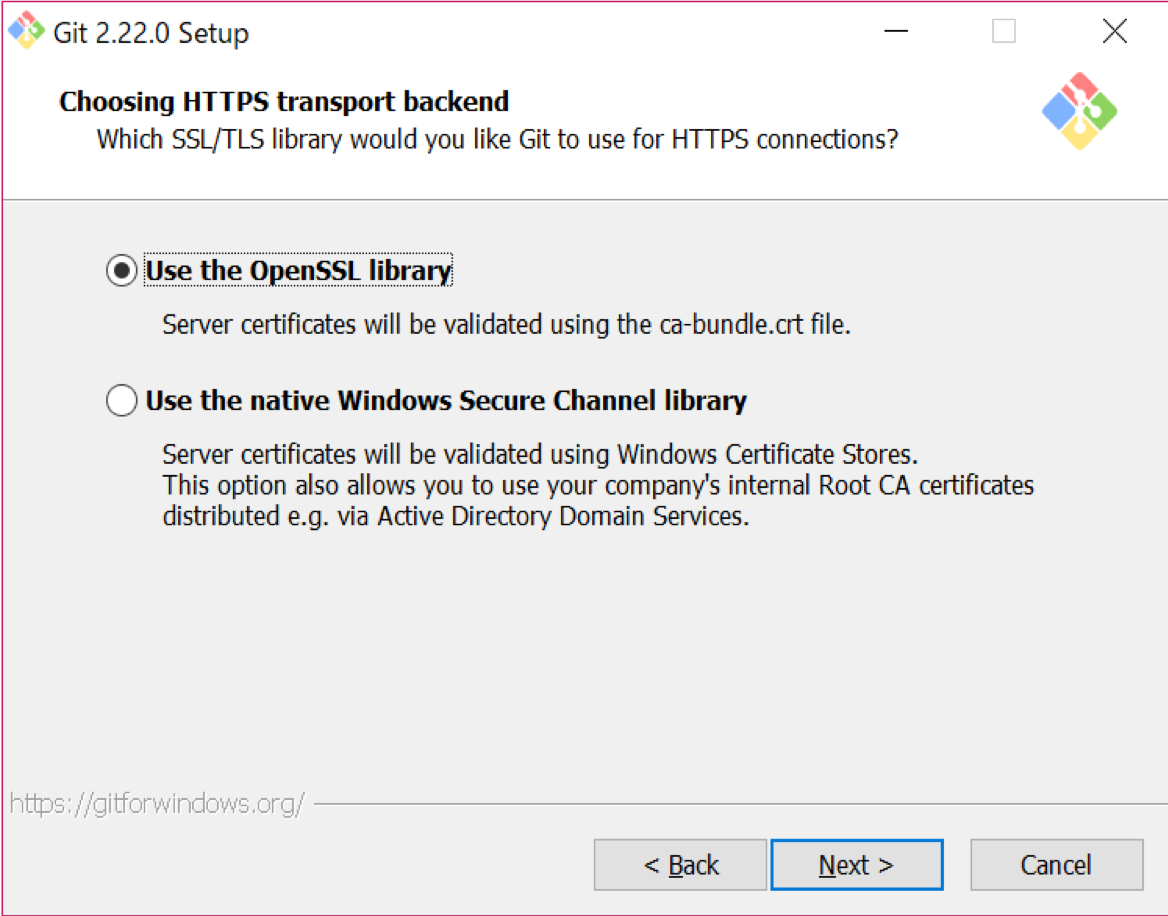 Git 2.22.0 Setup
Choosing HTTPS transport backend
Which SSL/TLS library would you like Git to use for HTTPS connections?
Use the OpenSSL library
Server certificates will be validated using the ca-bundle.crt file.
Use the native Windows Secure Channel library
Server certificates will be validated using Windows Certificate Stores.
This option also allows you to use your company's internal Root CA certificates
distributed e.g. via Active Directory Domain Services.
https://gitforwindows.org/
< Back
Next >
Cancel